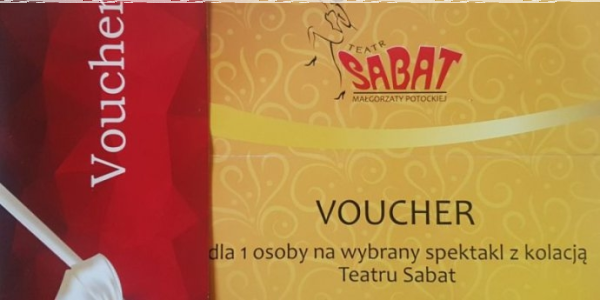 Voucher
TEATR
SABAT
MAŁGORZATY POTOCKIEJ
VOUCHER
dla 1 osoby na wybrany spektakl z kolacją
Teatru Sabat